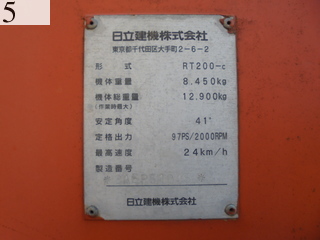 5
日立建機株式会社
東京都千代田区大手町2-6-2
形式 RT200-c
機体重量 8.450kg
機体総重量 12.900kg
(作業時最大)
安定角度 41°
定格出力 97PS/2000RPM
最高速度 24km/h
製造番号
日立建機株式会社